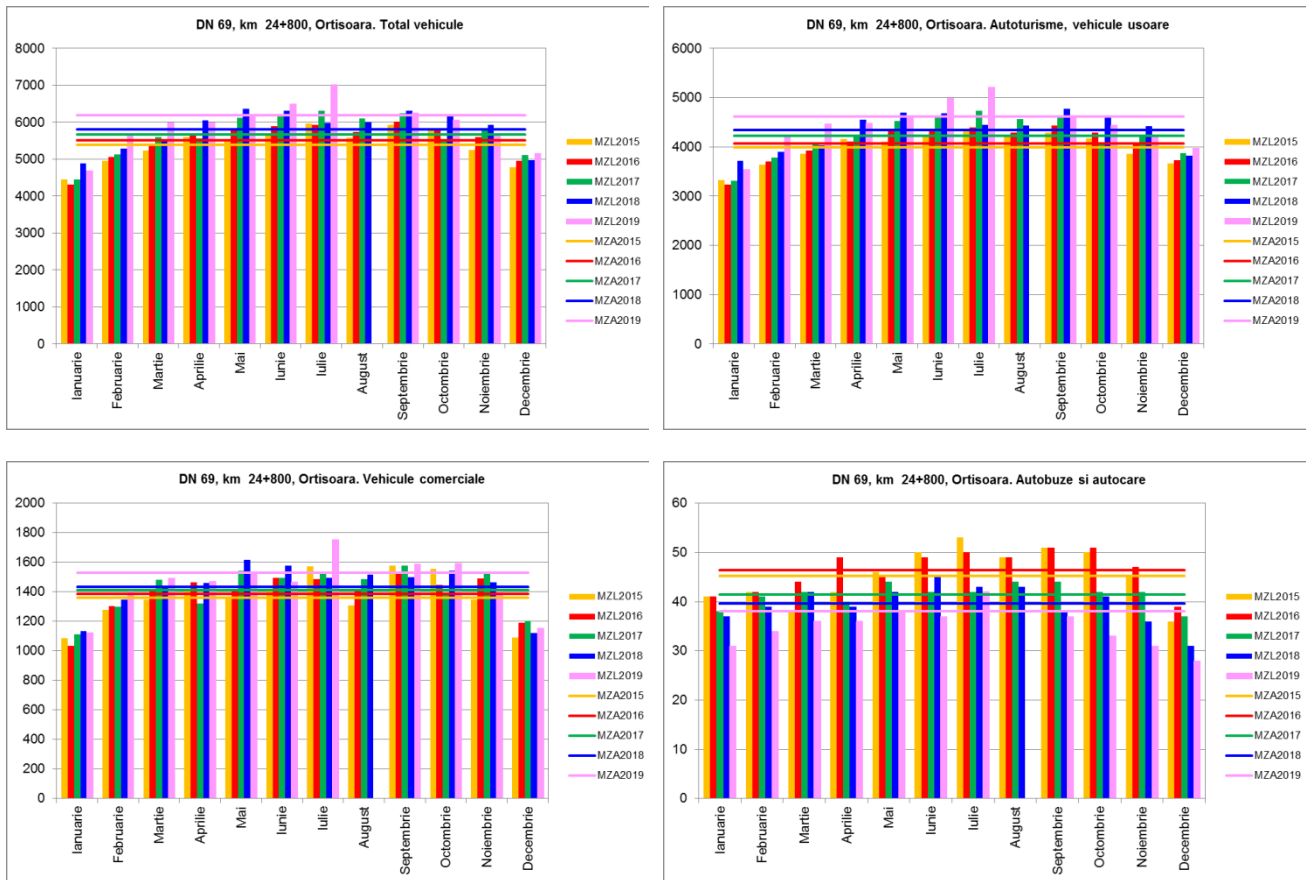 DN 69, km 24+800, Ortisoara. Total vehicule
8000
7000
6000
5000
4000
3000
2000
1000
0
Ianuarie
Februarie
Martie
Aprilie
Mai
Iunie
Iulie
August
Septembrie
Octombrie
Noiembrie
Decembrie
MZL2015
MZL2016
MZL2017
MZL2018
MZL2019
MZA2015
MZA2016
MZA2017
MZA2018
MZA2019
DN 69, km 24+800, Ortisoara. Autoturisme, vehicule usoare
6000
5000
4000
3000
2000
1000
0
Ianuarie
Februarie
Martie
Aprilie
Mai
Iunie
Iulie
August
Septembrie
Octombrie
Noiembrie
Decembrie
MZL2015
MZL2016
MZL2017
MZL2018
MZL2019
MZA2015
MZA2016
MZA2017
MZA2018
MZA2019
DN 69, km 24+800, Ortisoara. Vehicule comerciale
2000
1800
1600
1400
1200
1000
800
600
400
200
0
Ianuarie
Februarie
Martie
Aprilie
Mai
Iunie
Iulie
August
Septembrie
Octombrie
Noiembrie
Decembrie
MZL2015
MZL2016
MZL2017
MZL2018
MZL2019
MZA2015
MZA2016
MZA2017
MZA2018
MZA2019
DN 69, km 24+800, Ortisoara. Autobuze si autocare
60
50
40
30
20
10
0
Ianuarie
Februarie
Martie
Aprilie
Mai
Iunie
Iulie
August
Septembrie
Octombrie
Noiembrie
Decembrie
MZL2015
MZL2016
MZL2017
MZL2018
MZL2019
MZA2015
MZA2016
MZA2017
MZA2018
MZA2019